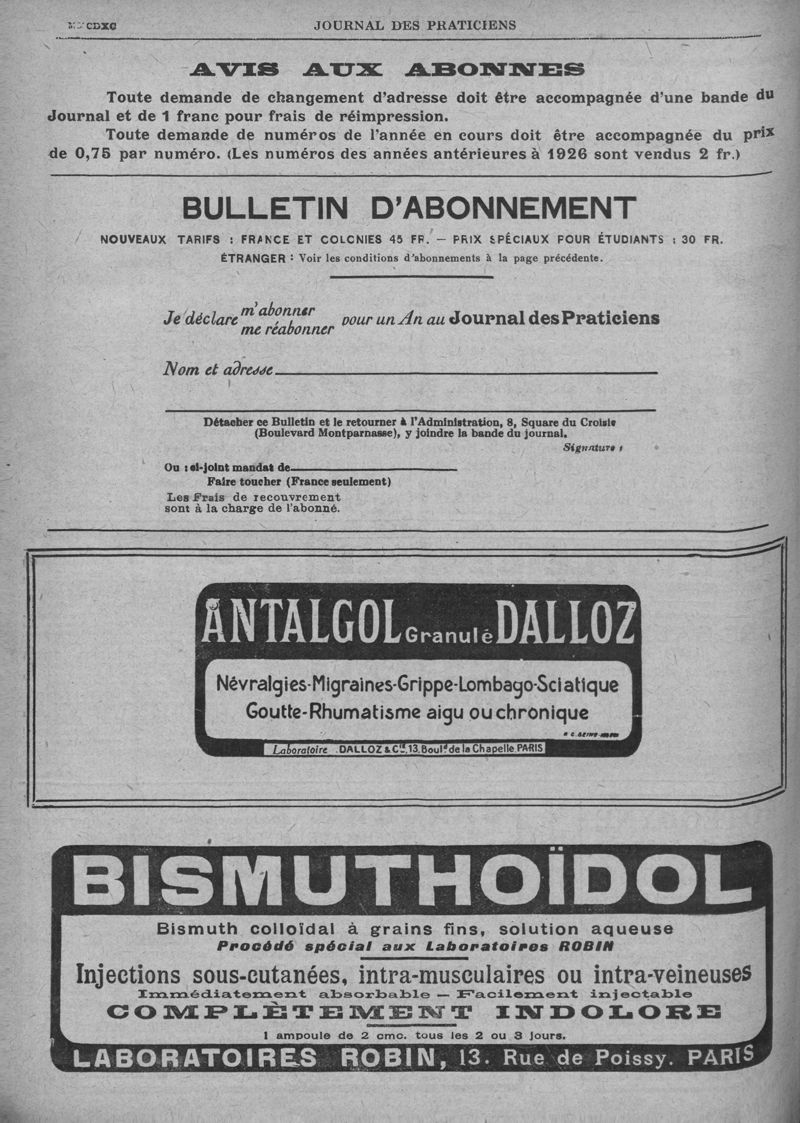 JOURNAL DES PRATICIENS
AVIS AUX ABONNES
Toute demande de changement d'adresse doit être accompagnée d'une bande du
Journal et de 1 franc pour frais de réimpression.
Toute demande de numéros de l'année en cours doit être accompagnée du prix
de 0,75 par numéro. (Les numéros des années antérieures à 1926 sont vendus 2 fr.)
BULLETIN D'ABONNEMENT
NOUVEAUX TARIFS : FRANCE ET COLONIES 45 FR. — PRIX SPÉCIAUX POUR ÉTUDIANTS : 30 FR.
ÉTRANGER : Voir les conditions d'abonnements à la page précédente.
Je déclare m'abonner
me réabonner pour un An au Journal des Praticiens
Nom et adresse
Détacher ce Bulletin et le retourner à l'Administration, 8, Square du Croisic
(Boulevard Montparnasse), y joindre la bande du journal.
Signature :
Ou : ci-joint mandat de
Faire toucher (France seulement)
Les Frais de recouvrement
sont à la charge de l'abonné.
ANTALGOL Granulé DALLOZ
Névralgies-Migraines-Grippe-Lombago-Sciatique
Goutte-Rhumatisme aigu ou chronique
Laboratoire .DALLOZ & Cie, 13, Bould de la Chapelle, PARIS
BISMUTHOÏDOL
Bismuth colloïdal à grains fins, solution aqueuse
Procédé spécial aux Laboratoires ROBIN
Injections sous-cutanées, intra-musculaires ou intra-veineuses
Immédiatement absorbable — Facilement injectable
COMPLÈTEMENT INDOLORE
1 ampoule de 2 cmc. tous les 2 ou 3 jours.
LABORATOIRES ROBIN, 13. Rue de Poissy. PARIS